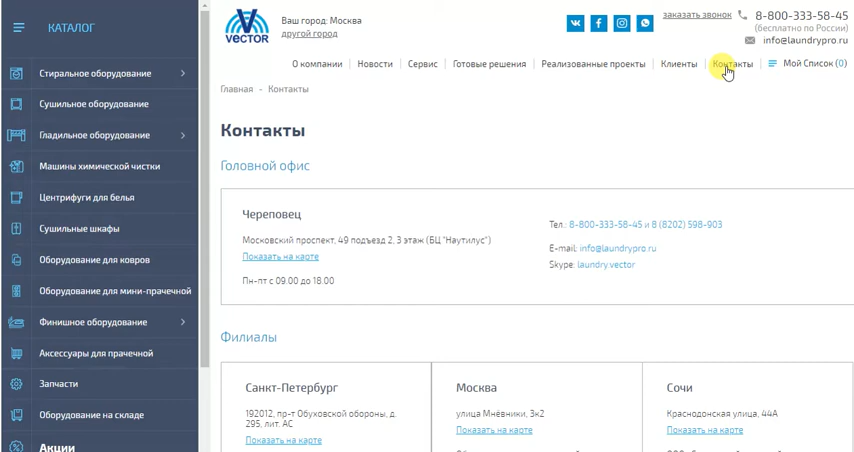 КАТАЛОГ
Стиральное оборудование
Сушильное оборудование
Гладильное оборудование
Машины химической чистки
Центрифуги для белья
Сушильные шкафы
Оборудование для ковров
Оборудование для мини-прачечной
Финишное оборудование
Аксессуары для прачечной
Запчасти
Оборудование на складе
Акции
VECTOR
Ваш город: Москва
другой город
заказать звонок
8-800-333-58-45
(бесплатно по России)
info@laundrypro.ru
О компании Новости Сервис Готовые решения Реализованные проекты Клиенты Контакты Мой Список (0)
Главная - Контакты
Контакты
Головной офис
Череповец
Московский проспект, 49 подъезд 2, 3 этаж (БЦ "Наутилус")
Показать на карте
Пн-пт с 09.00 до 18.00
Тел.: 8-800-333-58-45 и 8 (8202) 598-903
E-mail: info@laundrypro.ru
Skype: laundry.vector
Филиалы
Санкт-Петербург
192012, пр-т Обуховской обороны, д.
295, лит. АС
Показать на карте
Москва
улица Мнёвники, 3к2
Показать на карте
Сочи
Краснодонская улица, 44А
Показать на карте